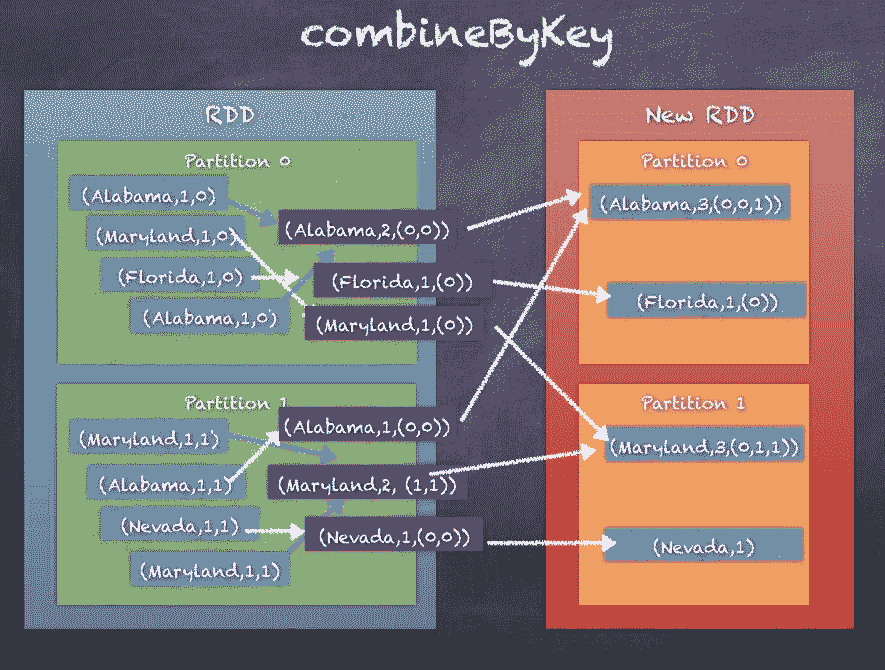 combineByKey
RDD
Partition 0
(Alabama,1,0)
(Maryland,1,0)
(Florida,1,0)
(Alabama,1,0)
(Alabama,2,(0,0))
(Florida,1,(0))
(Maryland,1,(0))
Partition 1
(Maryland,1,1)
(Alabama,1,1)
(Nevada,1,1)
(Maryland,1,1)
(Alabama,1,(0,0))
(Maryland,2, (1,1))
(Nevada,1,(0,0))
New RDD
Partition 0
(Alabama,3,(0,0,1))
(Florida,1,(0))
Partition 1
(Maryland,3,(0,1,1))
(Nevada,1)